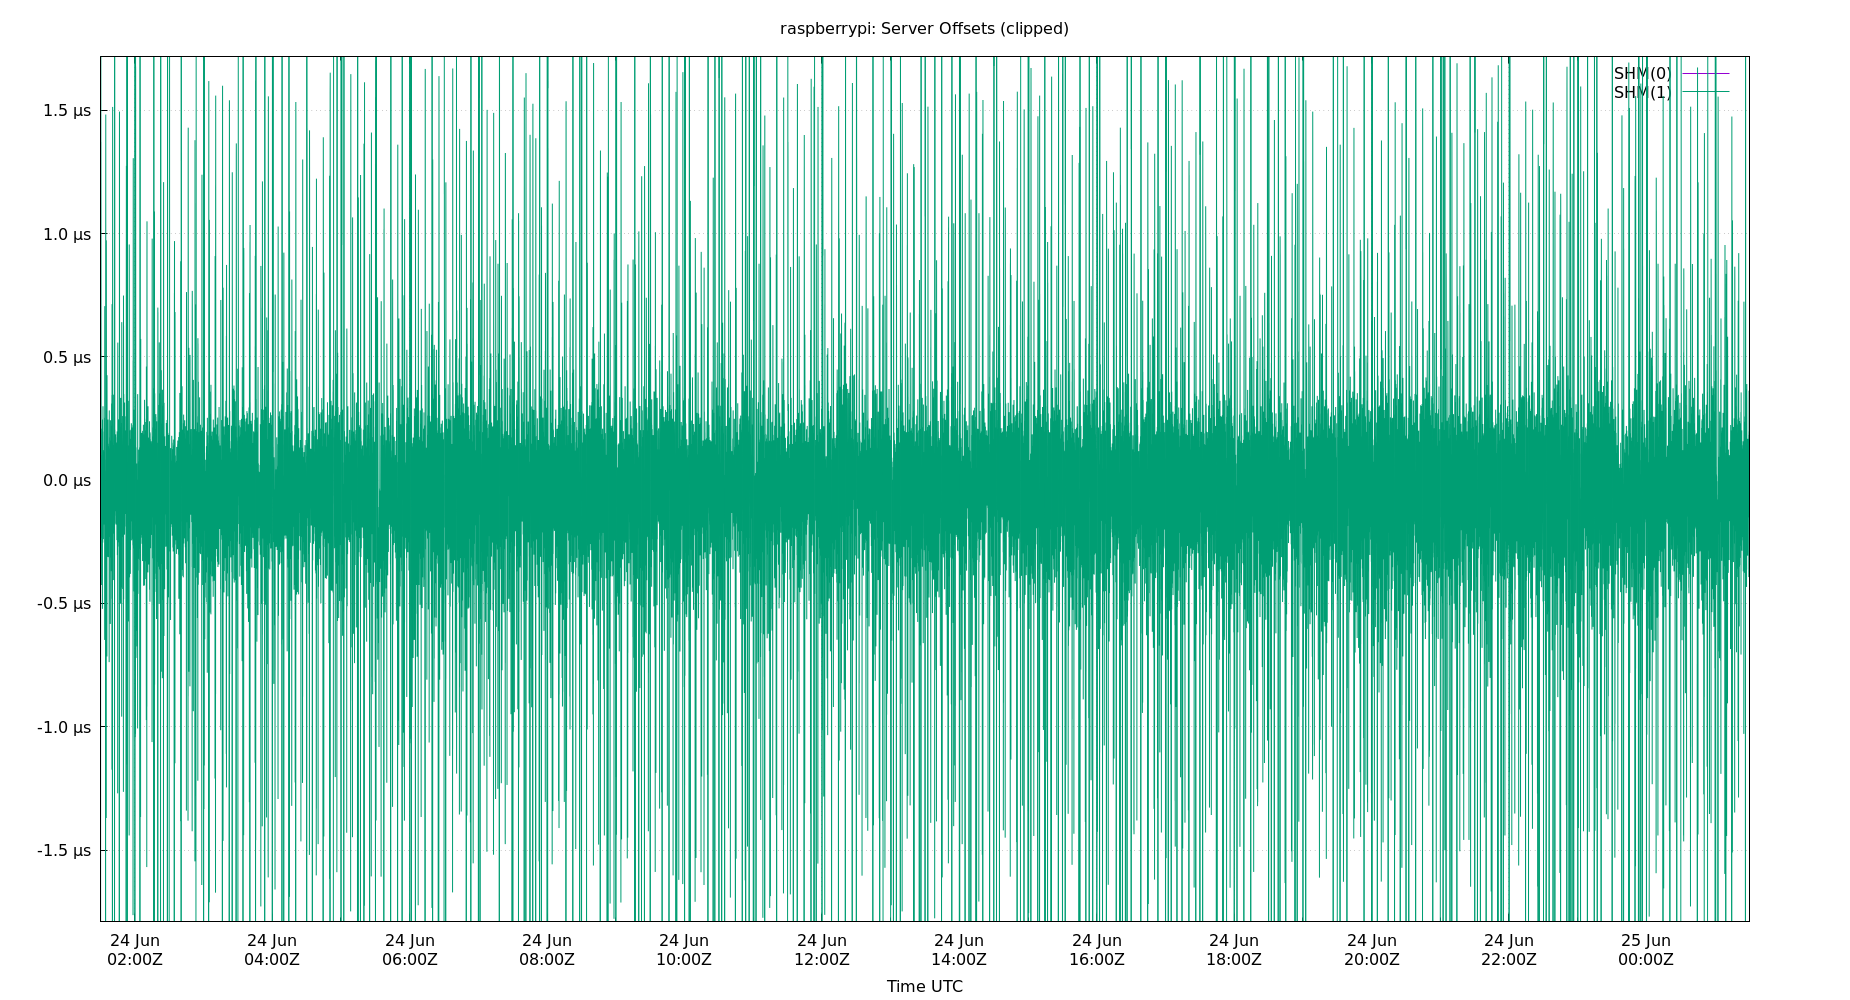 raspberrypi: Server Offsets (clipped)
SHM(0)
SHM(1)
1.5 µs
1.0 µs
0.5 µs
0.0 µs
-0.5 µs
-1.0 µs
-1.5 µs
24 Jun 24 Jun 24 Jun 24 Jun 24 Jun 24 Jun 24 Jun 24 Jun 24 Jun 24 Jun 24 Jun 25 Jun
02:00Z 04:00Z 06:00Z 08:00Z 10:00Z 12:00Z 14:00Z 16:00Z 18:00Z 20:00Z 22:00Z 00:00Z
Time UTC